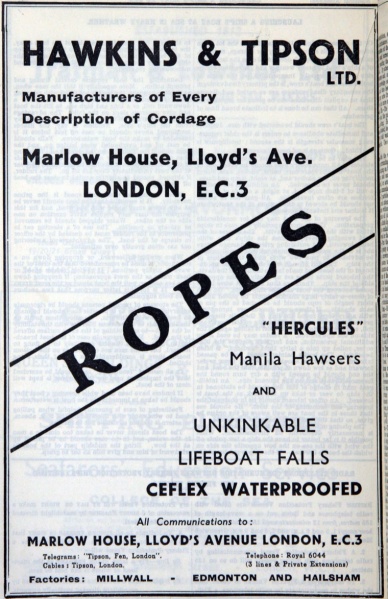 HAWKINS & TIPSON
LTD.
Manufacturers of Every
Description of Cordage
Marlow House, Lloyd's Ave.
LONDON, E.C.3
ROPES
"HERCULES"
Manila Hawsers
AND
UNKINKABLE
LIFEBOAT FALLS
CEFLEX WATERPROOFED
All Communications to:
MARLOW HOUSE, LLOYD'S AVENUE LONDON, E.C.3
Telegrams: "Tipson, Fen, London". Telephone: Royal 6044
Cables: Tipson, London. (3 lines & Private Extensions)
Factories: MILLWALL - EDMONTON AND HAILSHAM